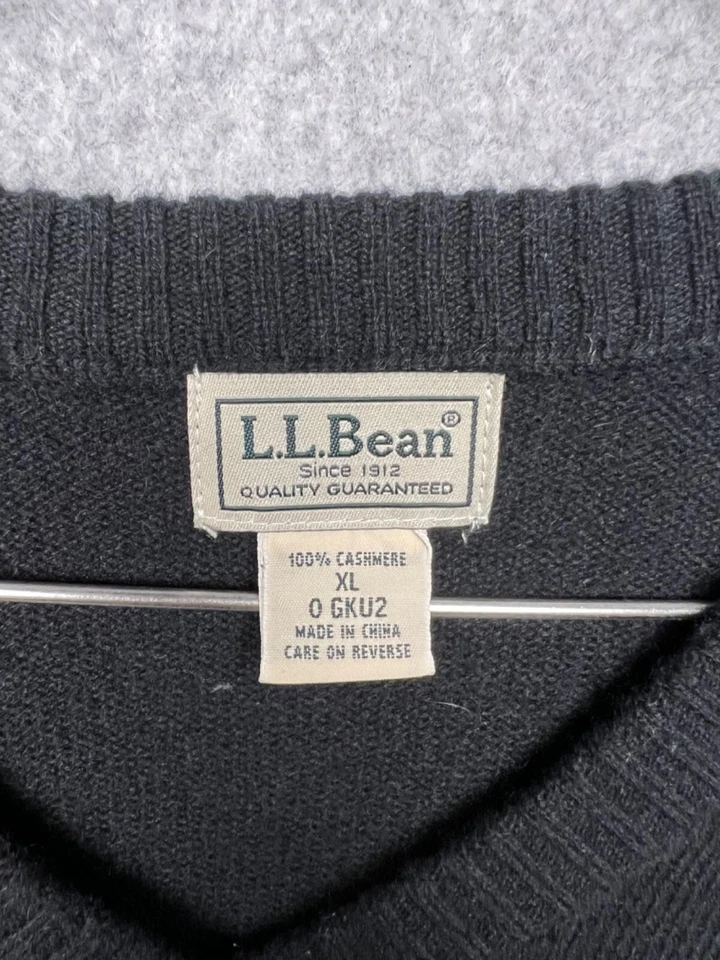 L.L.Bean®
Since 1912
QUALITY GUARANTEED
100% CASHMERE
XL
0 GKU2
MADE IN CHINA
CARE ON REVERSE